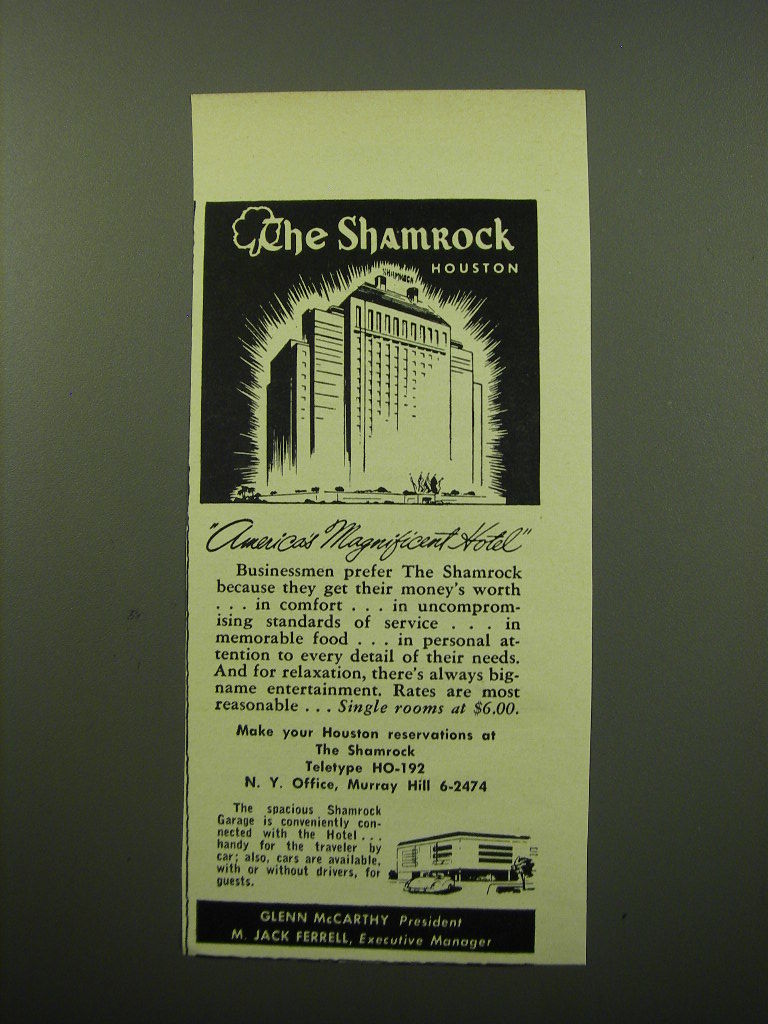 The Shamrock
HOUSTON
SHAMROCK
"America's Magnificent Hotel"
Businessmen prefer The Shamrock
because they get their money's worth
. . . in comfort . . . in uncomprom-
ising standards of service . . . in
memorable food . . . in personal at-
tention to every detail of their needs.
And for relaxation, there's always big-
name entertainment. Rates are most
reasonable . . . Single rooms at $6.00.
Make your Houston reservations at
The Shamrock
Teletype HO-192
N. Y. Office, Murray Hill 6-2474
The spacious Shamrock
Garage is conveniently con-
nected with the Hotel . . .
handy for the traveler by
car; also, cars are available,
with or without drivers, for
guests.
GLENN McCARTHY President
M. JACK FERRELL, Executive Manager